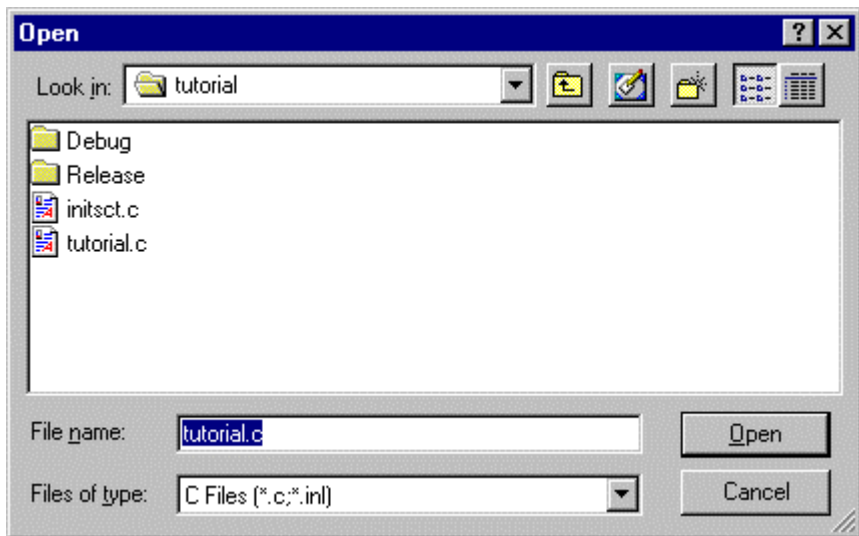 Open
Look in: tutorial
Debug
Release
initsct.c
tutorial.c
File name: tutorial.c Open
Files of type: C Files (*.c;*.inl) Cancel